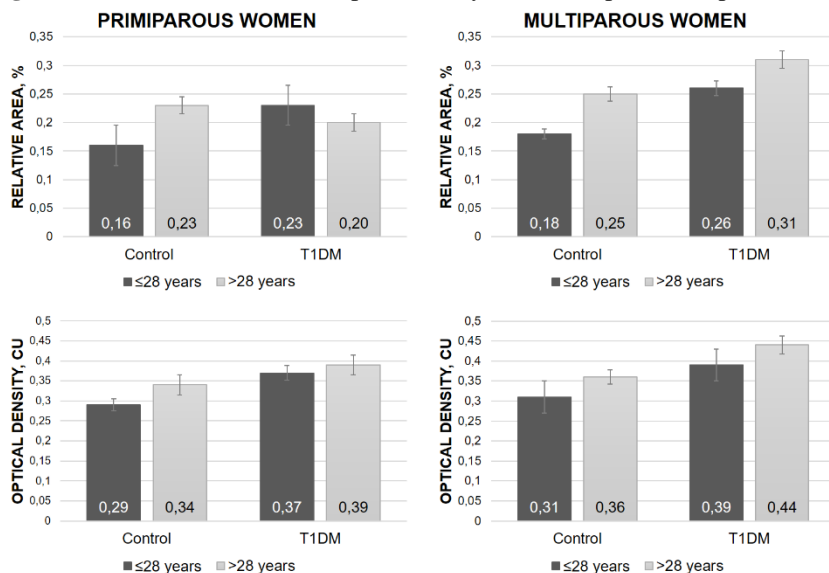 PRIMIPAROUS WOMEN
RELATIVE AREA, %
0,35
0,3
0,25
0,2
0,15
0,1
0,05
0
0,16 0,23 0,23 0,20
Control T1DM
≤28 years >28 years
MULTIPAROUS WOMEN
RELATIVE AREA, %
0,35
0,3
0,25
0,2
0,15
0,1
0,05
0
0,18 0,25 0,26 0,31
Control T1DM
≤28 years >28 years
OPTICAL DENSITY, CU
0,5
0,45
0,4
0,35
0,3
0,25
0,2
0,15
0,1
0,05
0
0,29 0,34 0,37 0,39
Control T1DM
≤28 years >28 years
OPTICAL DENSITY, CU
0,5
0,45
0,4
0,35
0,3
0,25
0,2
0,15
0,1
0,05
0
0,31 0,36 0,39 0,44
Control T1DM
≤28 years >28 years